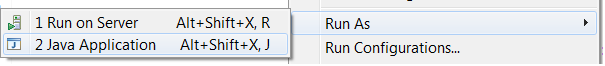 1 Run on Server Alt+Shift+X, R
2 Java Application Alt+Shift+X, J
Run As
Run Configurations...